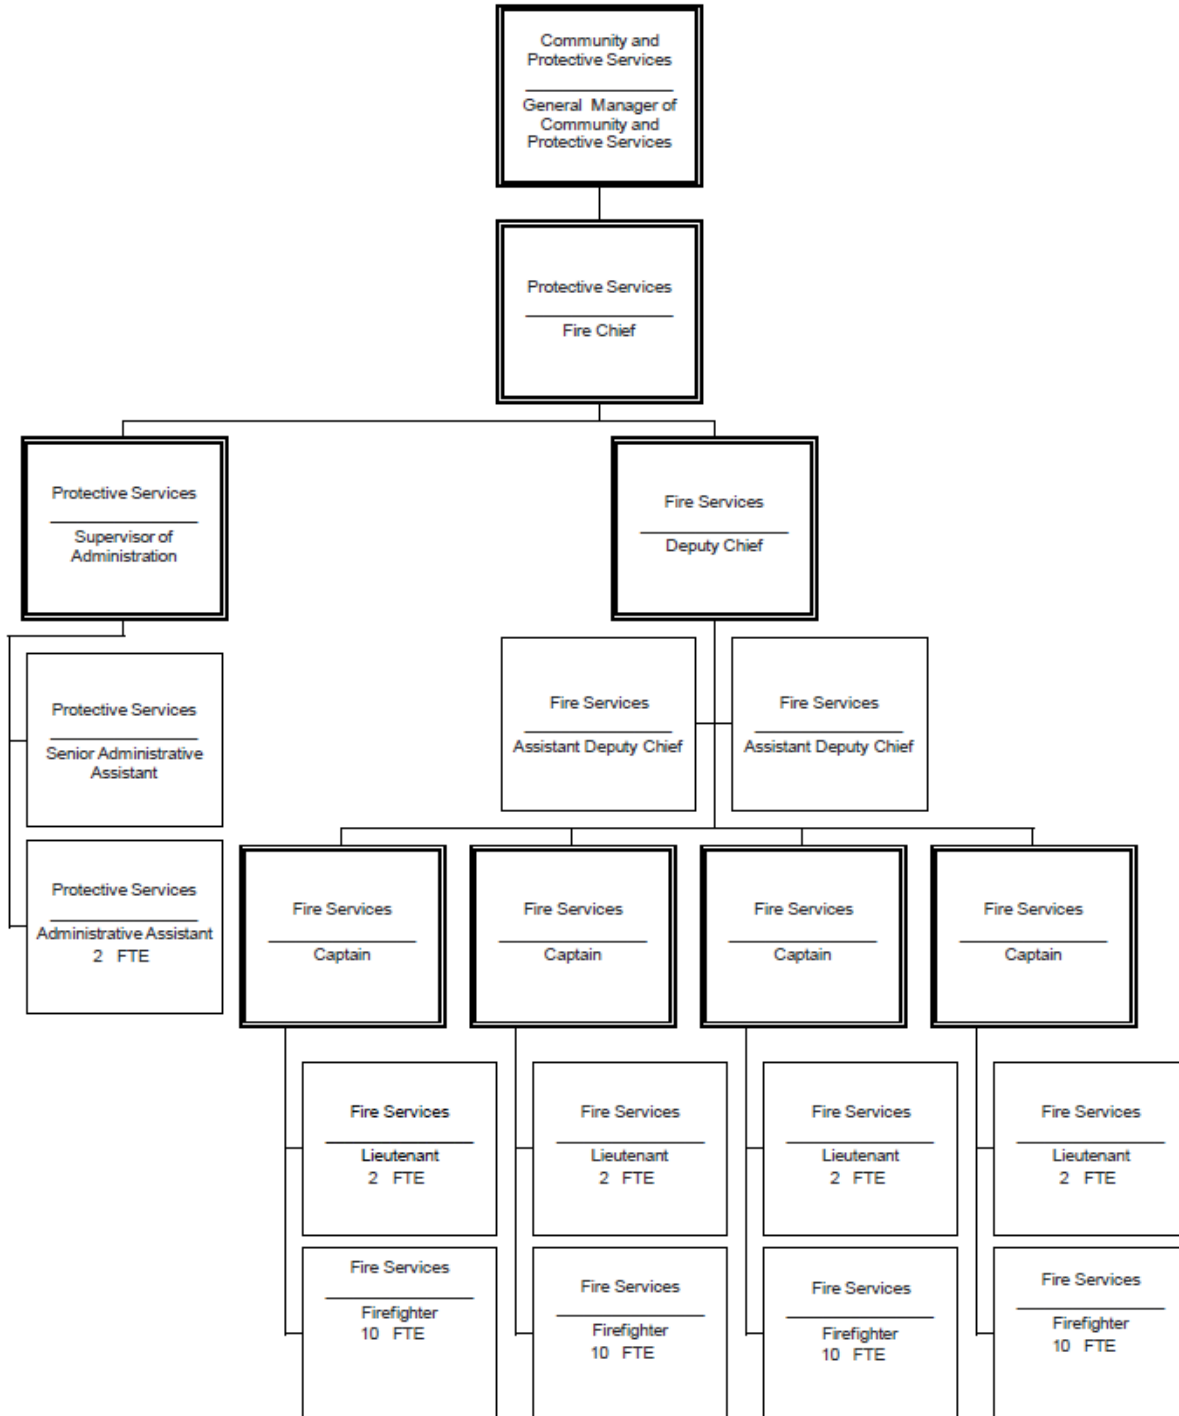 Community and
Protective Services
General Manager of
Community and
Protective Services
Protective Services
Fire Chief
Protective Services
Supervisor of
Administration
Fire Services
Deputy Chief
Protective Services
Senior Administrative
Assistant
Fire Services
Assistant Deputy Chief
Fire Services
Assistant Deputy Chief
Protective Services
Administrative Assistant
2 FTE
Fire Services
Captain
Fire Services
Captain
Fire Services
Captain
Fire Services
Captain
Fire Services
Lieutenant
2 FTE
Fire Services
Lieutenant
2 FTE
Fire Services
Lieutenant
2 FTE
Fire Services
Lieutenant
2 FTE
Fire Services
Firefighter
10 FTE
Fire Services
Firefighter
10 FTE
Fire Services
Firefighter
10 FTE
Fire Services
Firefighter
10 FTE